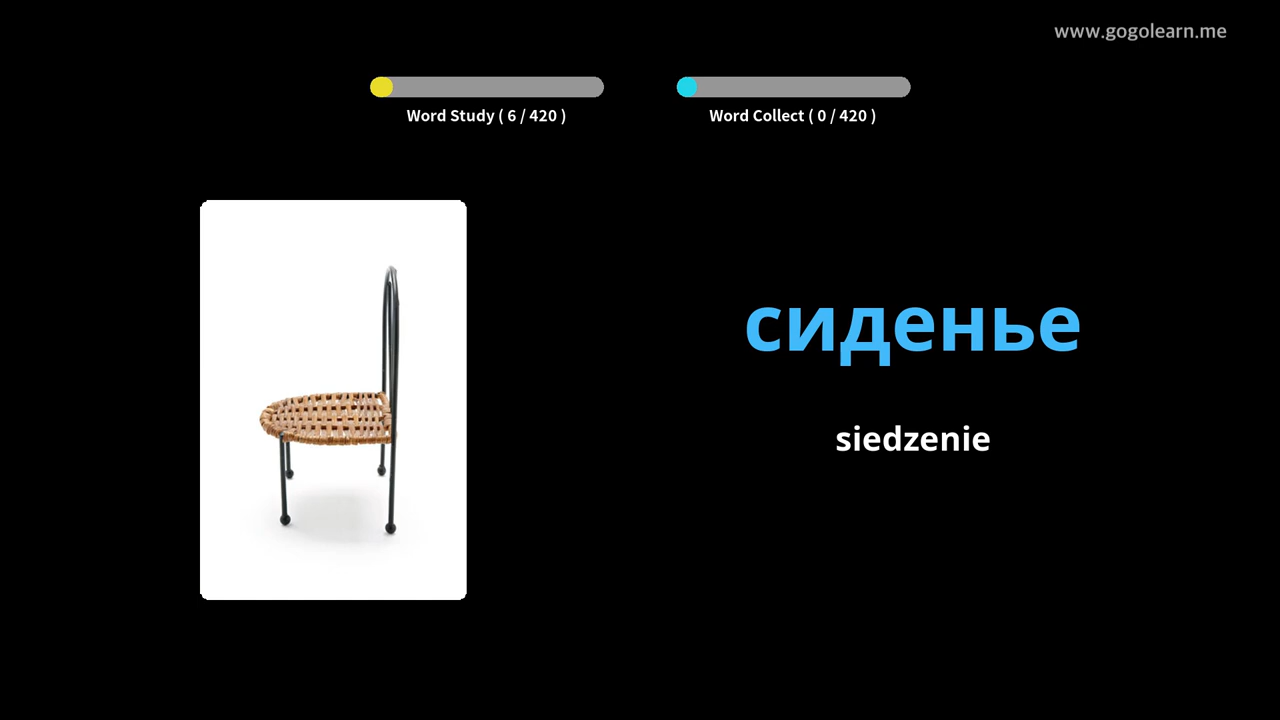 www.gogolearn.me
Word Study ( 6 / 420 )
Word Collect ( 0 / 420 )
сиденье
siedzenie